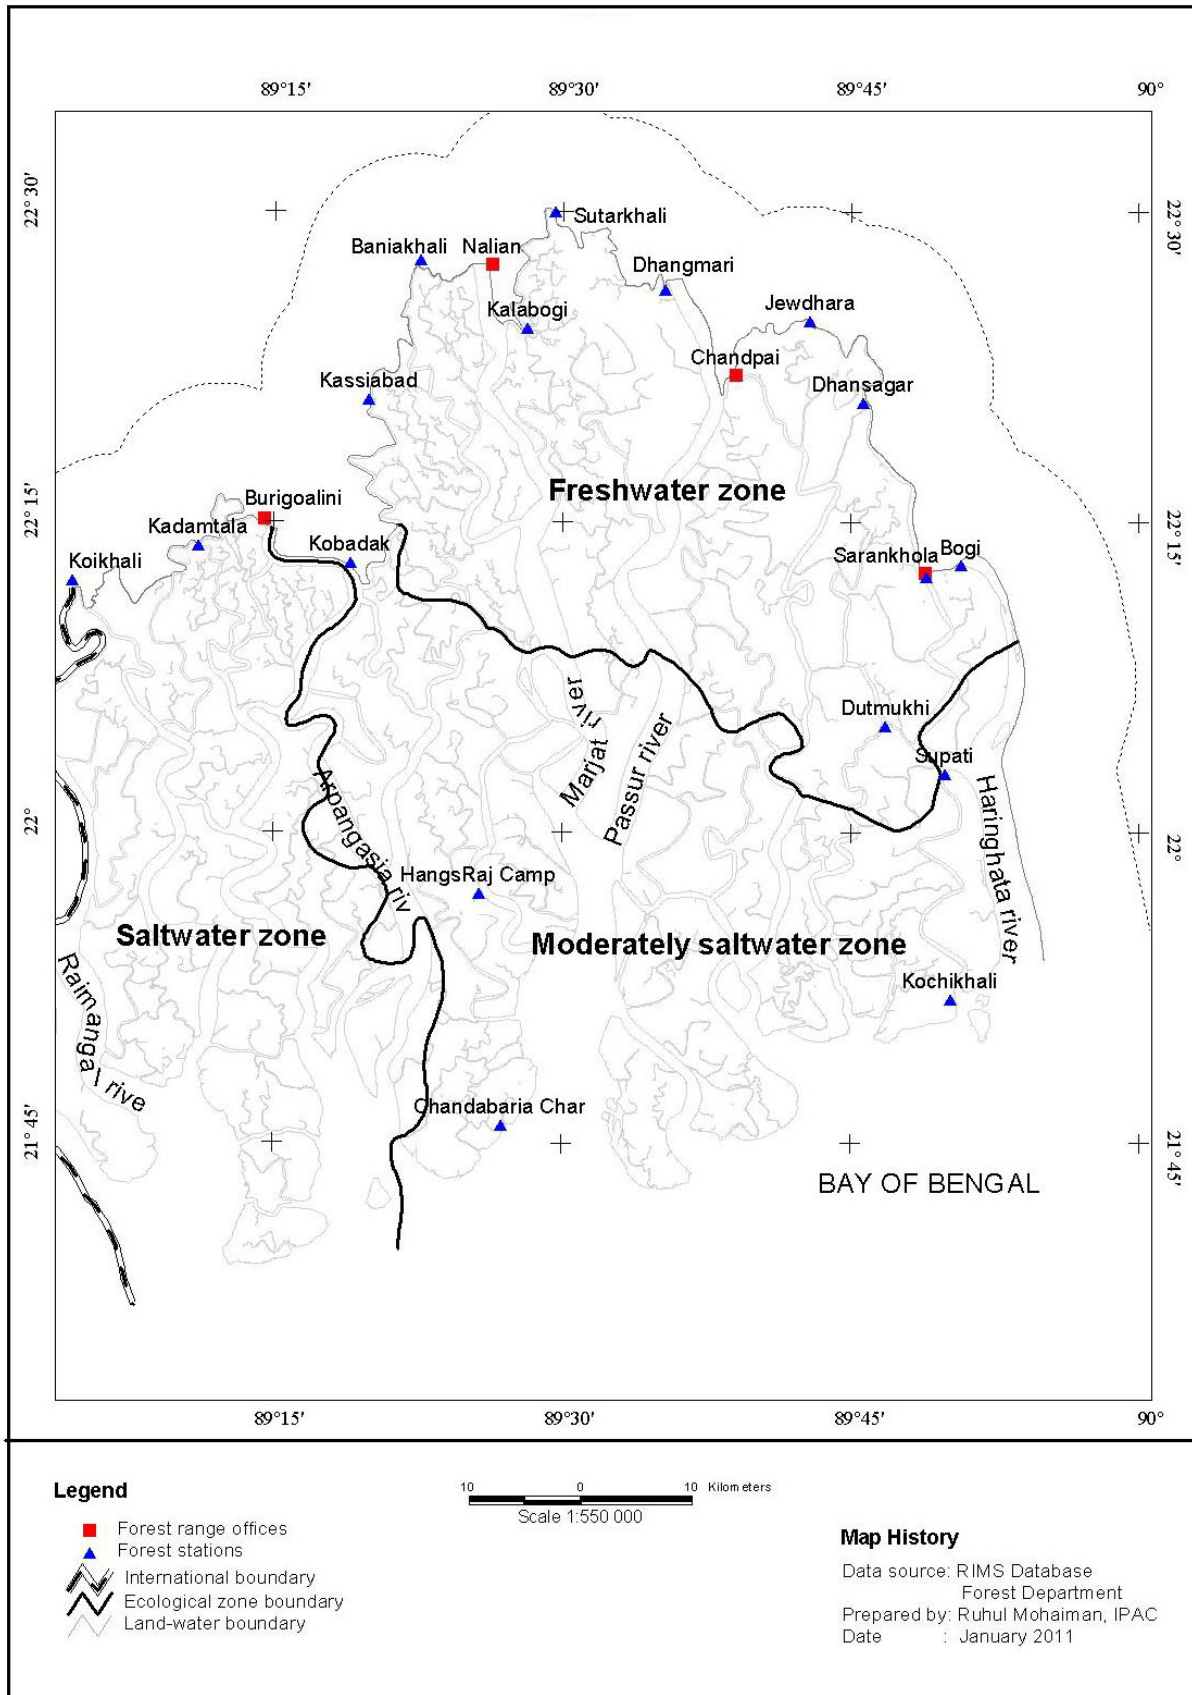 89°15'
89°30'
89°45'
90°
22° 30'
22° 30'
Sutarkhali
Baniakhali
Nalian
Dhangmari
Kalabogi
Jewdhara
Chandpai
Kassiabad
Dhansagar
Freshwater zone
22° 15'
22° 15'
Burigoalini
Kadamtala
Kobadak
Koikhali
Sarankhola
Bogi
Marjat river
Passur river
Dutmukhi
Supati
Haringhata river
Arpangasia riv
22°
22°
HangsRaj Camp
Saltwater zone
Moderately saltwater zone
Raimangal rive
Kochikhali
Chandabaria Char
21° 45'
21° 45'
BAY OF BENGAL
89°15'
89°30'
89°45'
90°
Legend
Forest range offices
Forest stations
International boundary
Ecological zone boundary
Land-water boundary
10 0 10 Kilometers
Scale 1:550 000
Map History
Data source: RIMS Database
Forest Department
Prepared by: Ruhul Mohaiman, IPAC
Date : January 2011